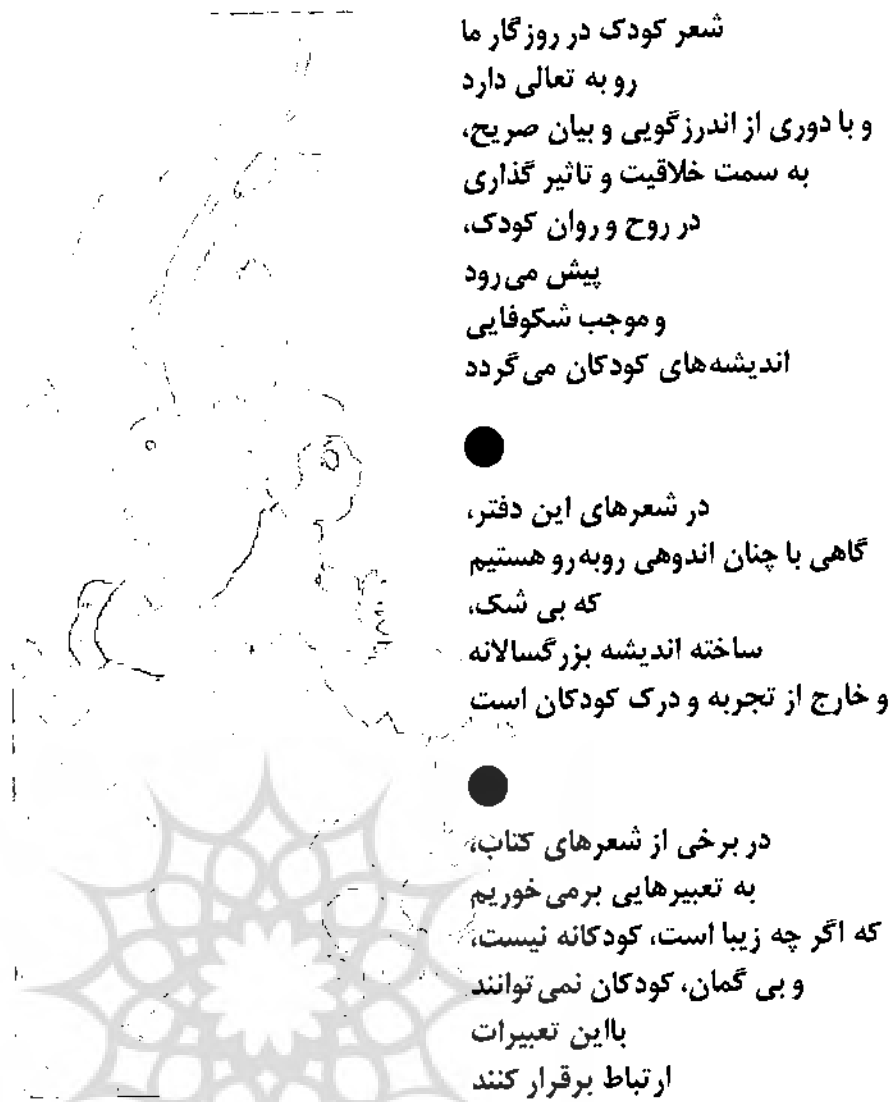 شعر کودک در روزگار ما
رو به تعالی دارد
و با دوری از اندرزگویی و بیان صریح،
به سمت خلاقیت و تاثیر گذاری
در روح و روان کودک،
پیش می‌رود
و موجب شکوفایی
اندیشه‌های کودکان می‌گردد
در شعرهای این دفتر،
گاهی با چنان اندوهی روبه‌رو هستیم
که بی شک،
ساخته اندیشه بزرگسالانه
و خارج از تجربه و درک کودکان است
در برخی از شعرهای کتاب،
به تعبیرهایی برمی‌خوریم
که اگر چه زیبا است، کودکانه نیست،
و بی گمان، کودکان نمی‌توانند
بااین تعبیرات
ارتباط برقرار کنند